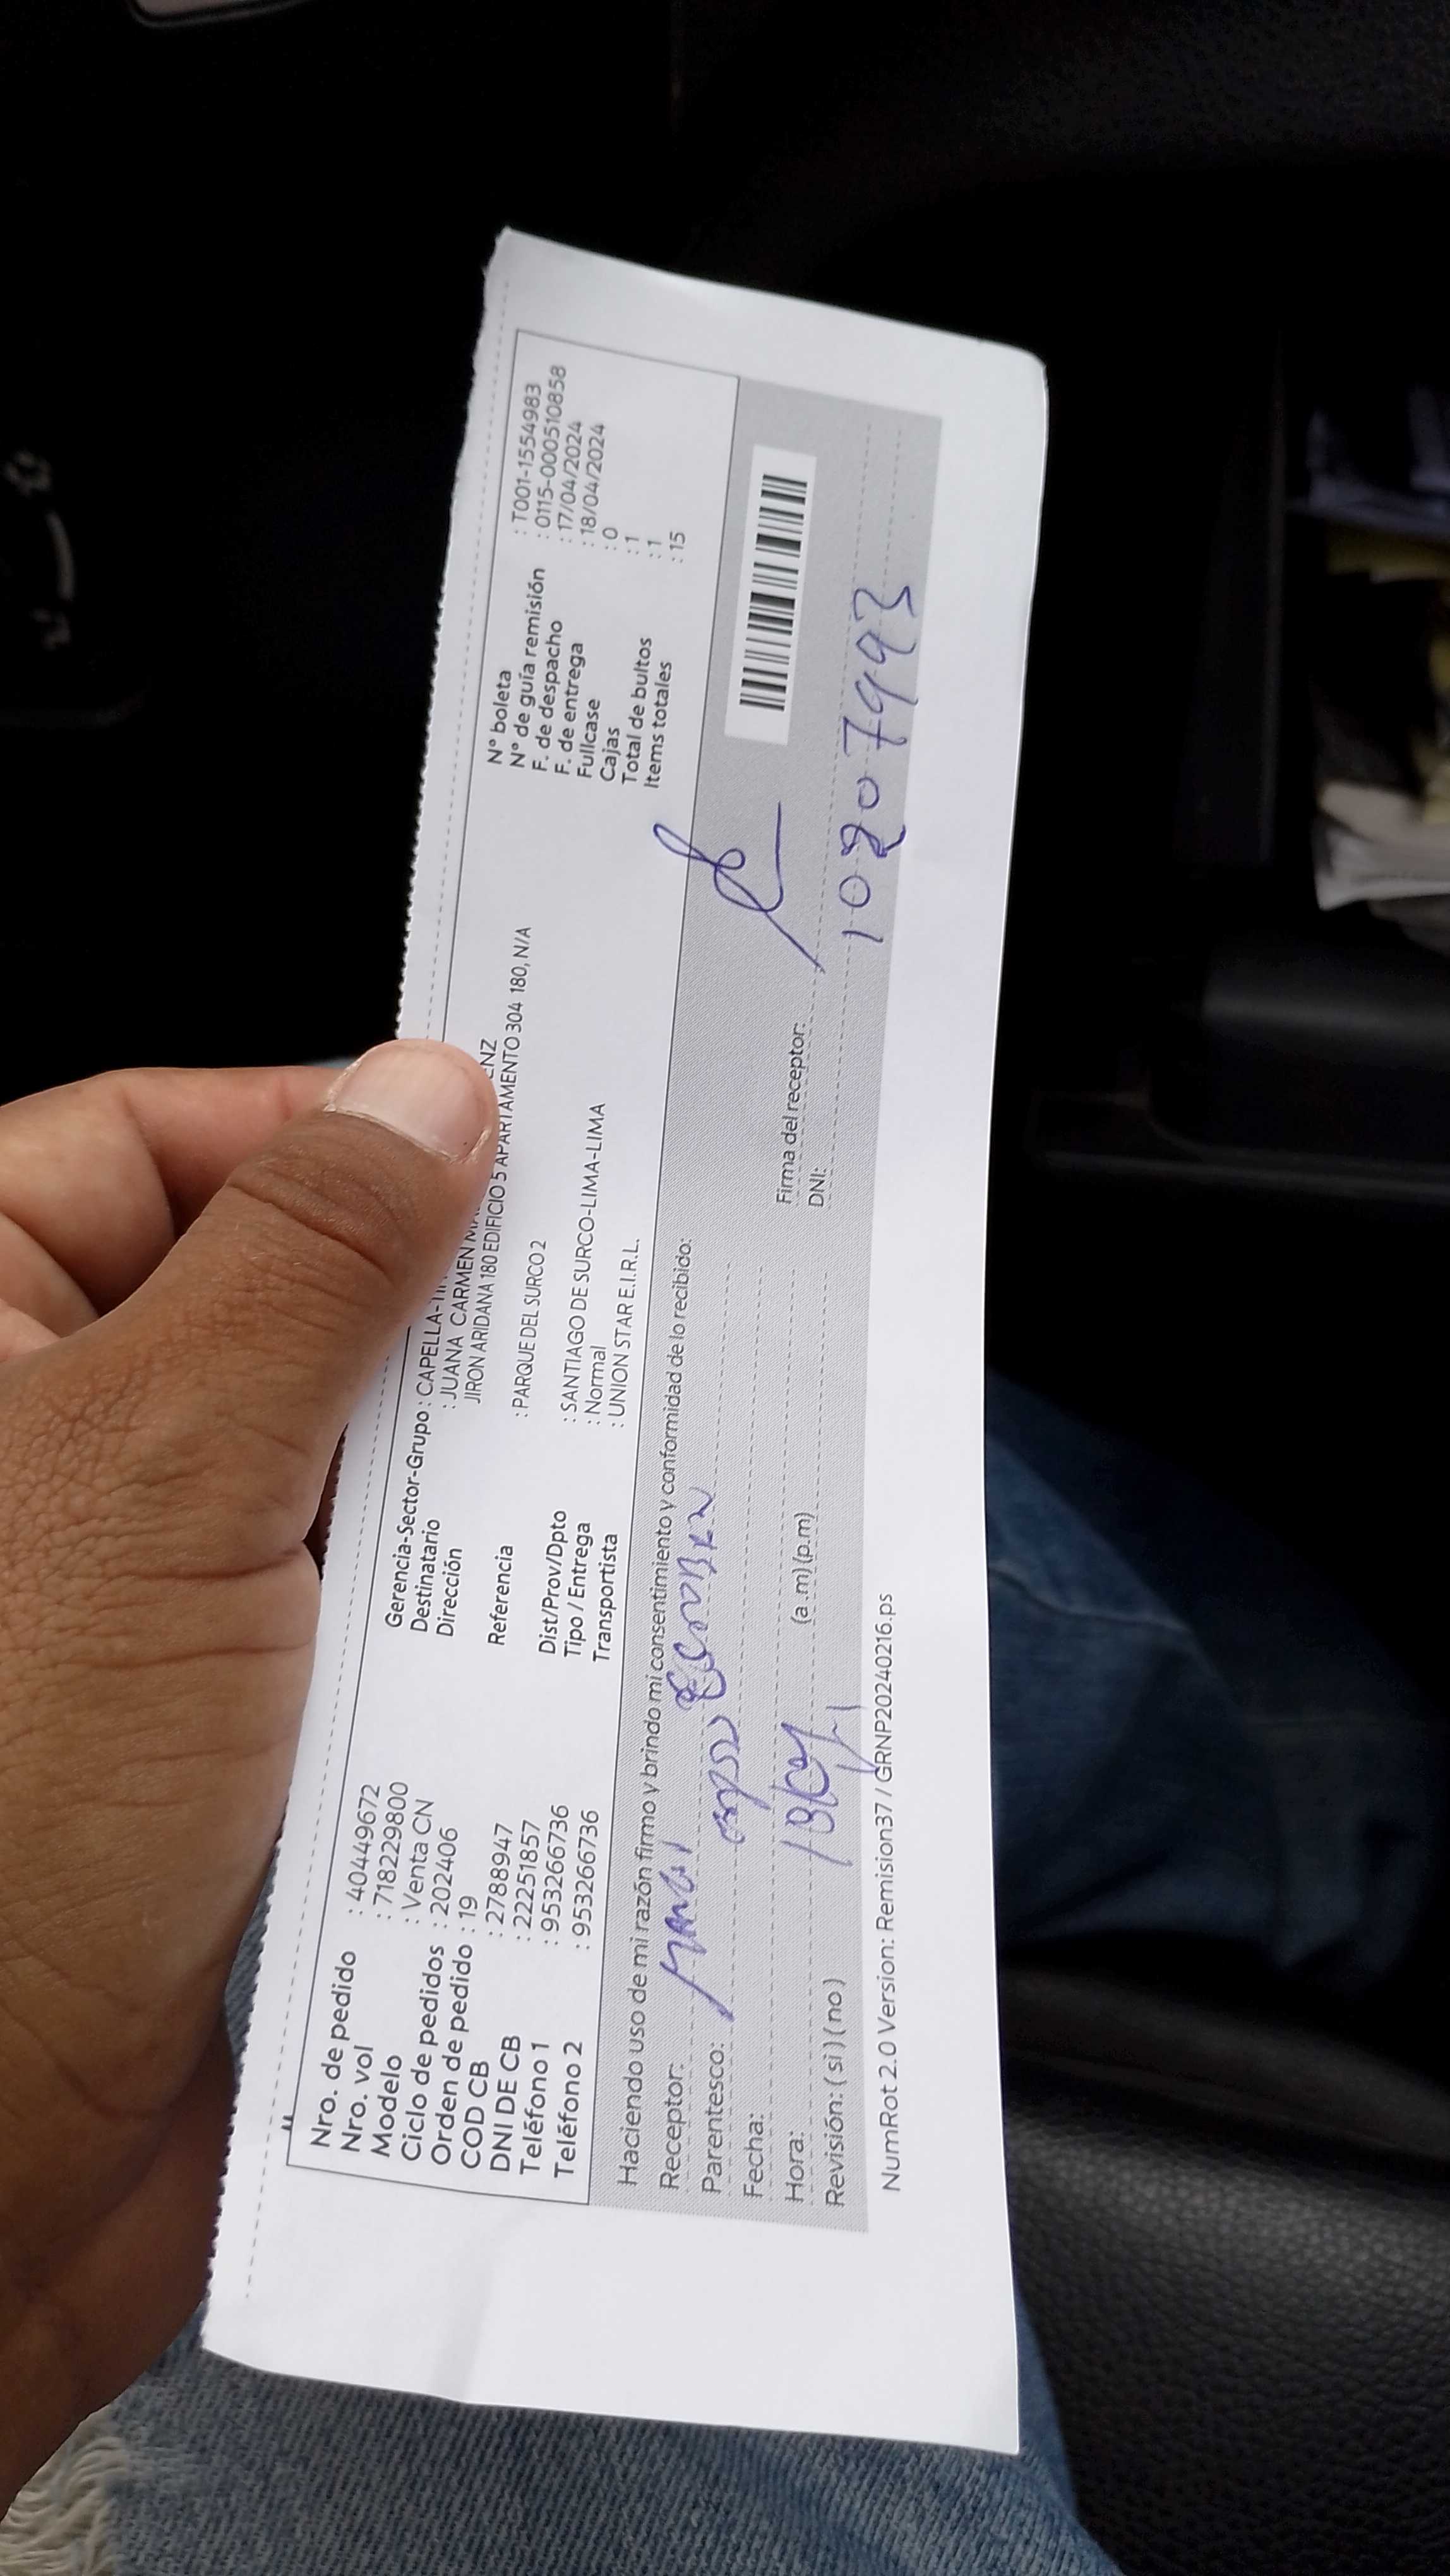 Nro. de pedido : 40449672
Nro. vol : 718229800
Modelo : Venta CN
Ciclo de pedidos : 202406
Orden de pedido : 19
COD CB : 2788947
DNI DE CB : 22251857
Teléfono 1 : 953266736
Teléfono 2 : 953266736
Gerencia-Sector-Grupo : CAPELLA-
Destinatario : JUANA CARMEN
Dirección JIRON ARIDANA 180 EDIFICIO 5 APARTAMENTO 304 180, N/A
Referencia : PARQUE DEL SURCO 2
Dist/Prov/Dpto : SANTIAGO DE SURCO-LIMA-LIMA
Tipo / Entrega : Normal
Transportista : UNION STAR E.I.R.L.
N° boleta : T001-1554983
N° de guía remisión : 0115-000510858
F. de despacho : 17/04/2024
F. de entrega : 18/04/2024
Fullcase : 0
Cajas : 1
Total de bultos : 1
Items totales : 15
Haciendo uso de mi razón firmo y brindo mi consentimiento y conformidad de lo recibido:
Receptor:
Parentesco:
Fecha:
Hora: (a .m) (p.m)
Revisión: ( si ) ( no )
Firma del receptor:
DNI: 10807993
NumRot 2.0 Version: Remision37 / GRNP20240216.ps